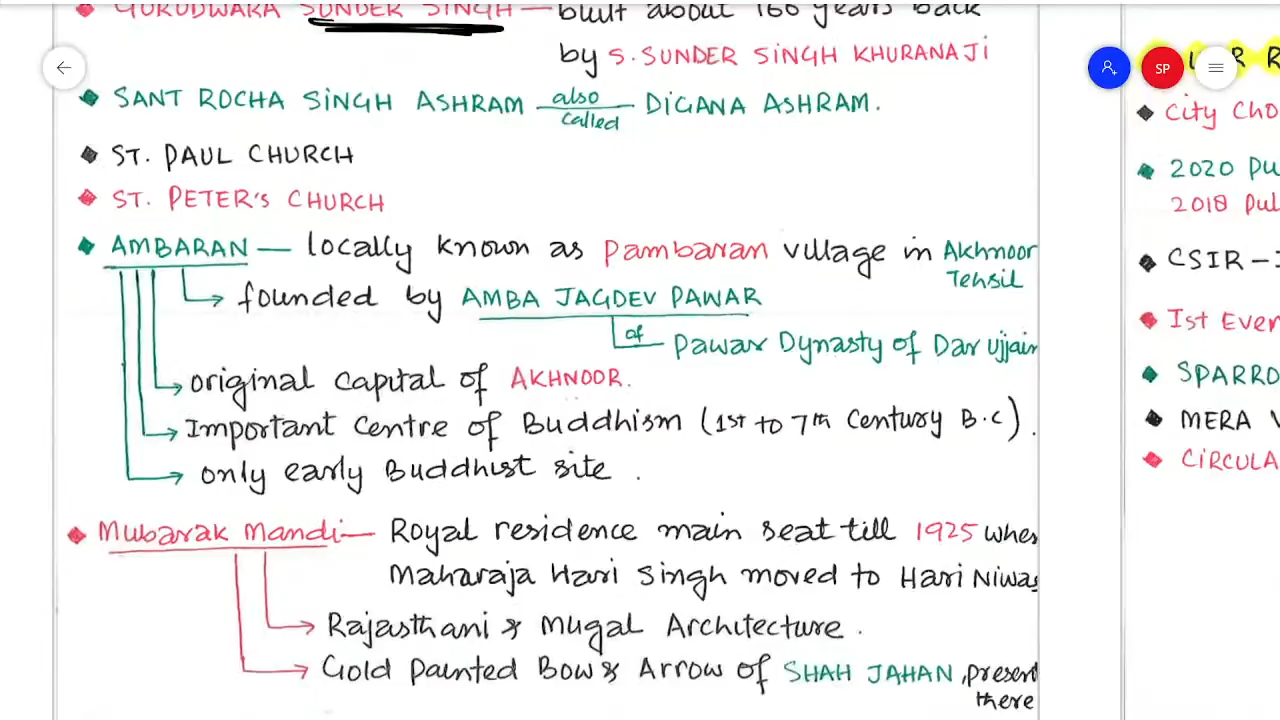 GURUDWARA SUNDER SINGH — built about 160 years back
by S. SUNDER SINGH KHURANAJI
SANT ROCHA SINGH ASHRAM also called DIGANA ASHRAM.
ST. PAUL CHURCH
ST. PETER'S CHURCH
AMBARAN — locally known as Pambaran village in Akhnoor Tehsil
founded by AMBA JAGDEV PAWAR
of Pawar Dynasty of Dar Ujjain
original capital of AKHNOOR.
Important Centre of Buddhism (1st to 7th Century B.C).
only early Buddhist site.
Mubarak Mandi — Royal residence main seat till 1925 when
Maharaja Hari Singh moved to Hari Niwas
Rajasthani & Mugal Architecture.
Gold Painted Bow & Arrow of SHAH JAHAN, present there
SP
City Cho
2020 Pu
2018 Pul
CSIR-I
Ist Ever
SPARRO
MERA V
CIRCULA